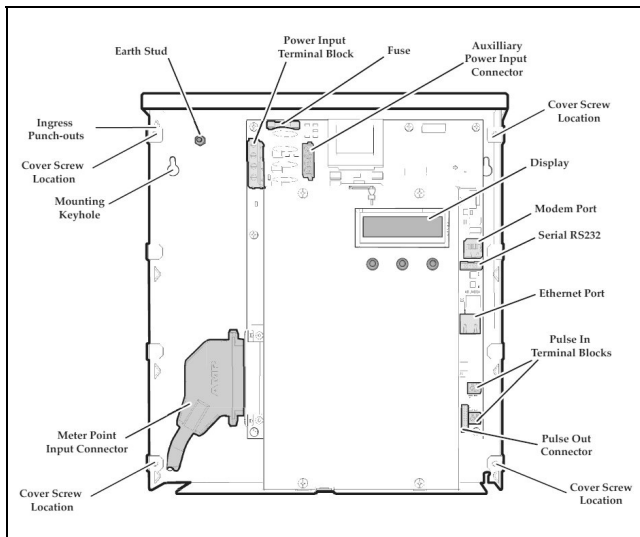 Earth Stud
Power Input
Terminal Block
Fuse
Auxilliary
Power Input
Connector
Ingress
Punch-outs
Cover Screw
Location
Cover Screw
Location
Mounting
Keyhole
Display
Modem Port
Serial RS232
Ethernet Port
Pulse In
Terminal Blocks
AMP
Meter Point
Input Connector
Pulse Out
Connector
Cover Screw
Location
Cover Screw
Location